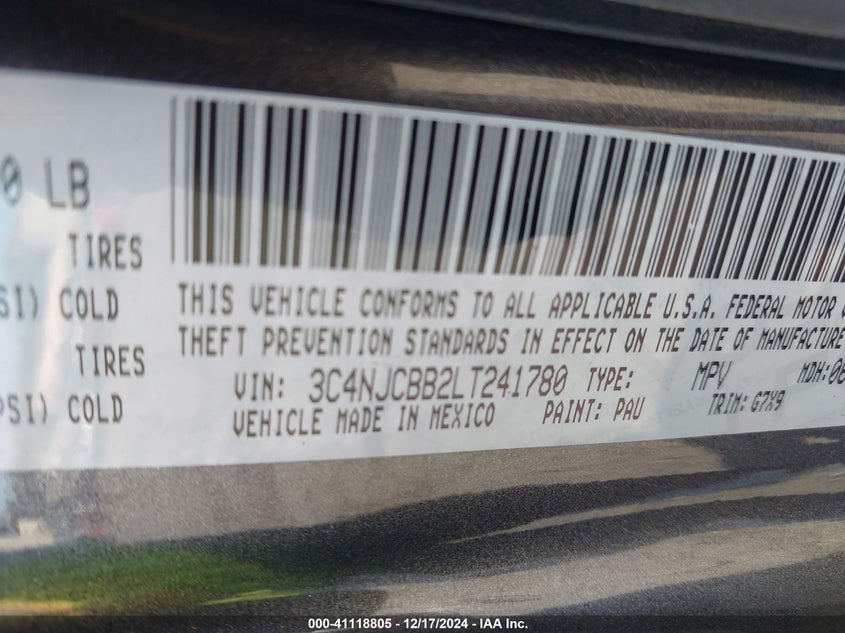 0 LB
TIRES
SI) COLD
TIRES
PSI) COLD
THIS VEHICLE CONFORMS TO ALL APPLICABLE U.S.A. FEDERAL MOTOR
THEFT PREVENTION STANDARDS IN EFFECT ON THE DATE OF MANUFACTURE
VIN: 3C4NJCBB2LT241780 TYPE: MPV MDH:06
VEHICLE MADE IN MEXICO PAINT: PAU TRIM: G7X9
000-41118805 - 12/17/2024 - IAA Inc.